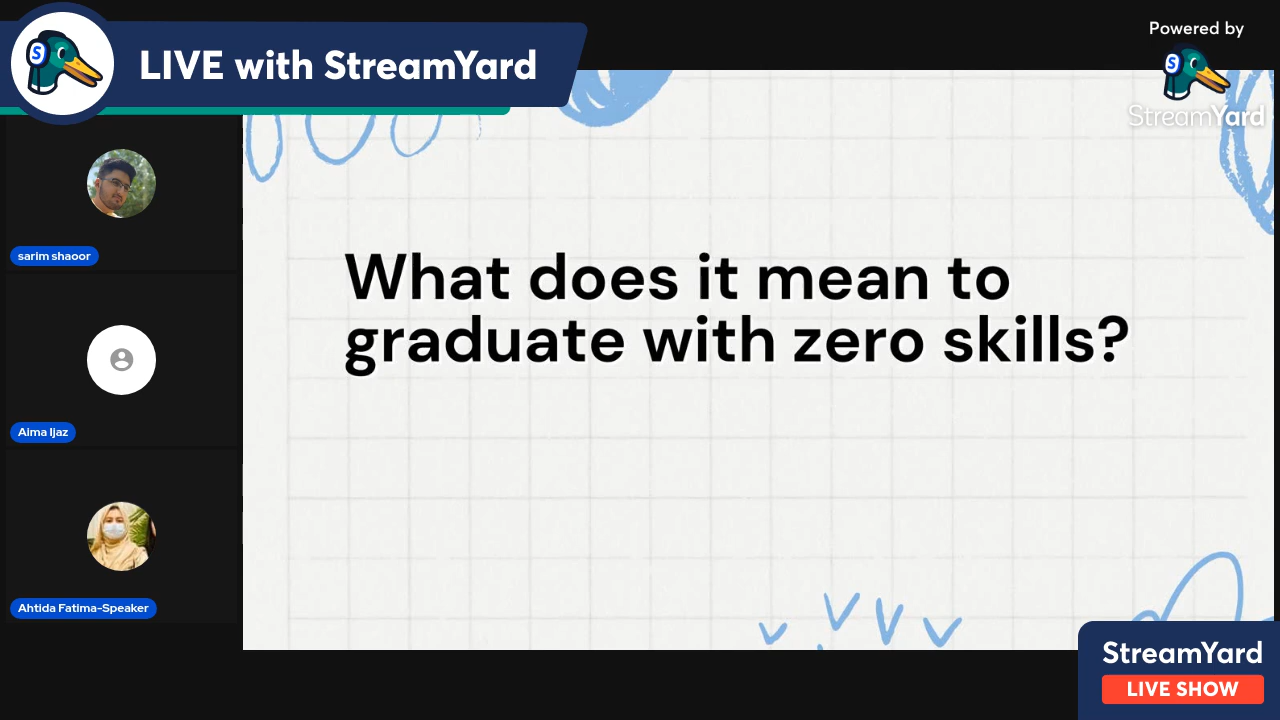 LIVE with StreamYard
Powered by
StreamYard
S
S
sarim shaoor
Aima Ijaz
Ahtida Fatima-Speaker
What does it mean to
graduate with zero skills?
StreamYard
LIVE SHOW